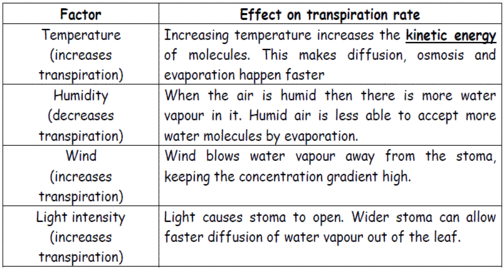 Factor Effect on transpiration rate
Temperature Increasing temperature increases the kinetic energy
(increases of molecules. This makes diffusion, osmosis and
transpiration) evaporation happen faster
Humidity When the air is humid then there is more water
(decreases vapour in it. Humid air is less able to accept more
transpiration) water molecules by evaporation.
Wind Wind blows water vapour away from the stoma,
(increases keeping the concentration gradient high.
transpiration)
Light intensity Light causes stoma to open. Wider stoma can allow
(increases faster diffusion of water vapour out of the leaf.
transpiration)